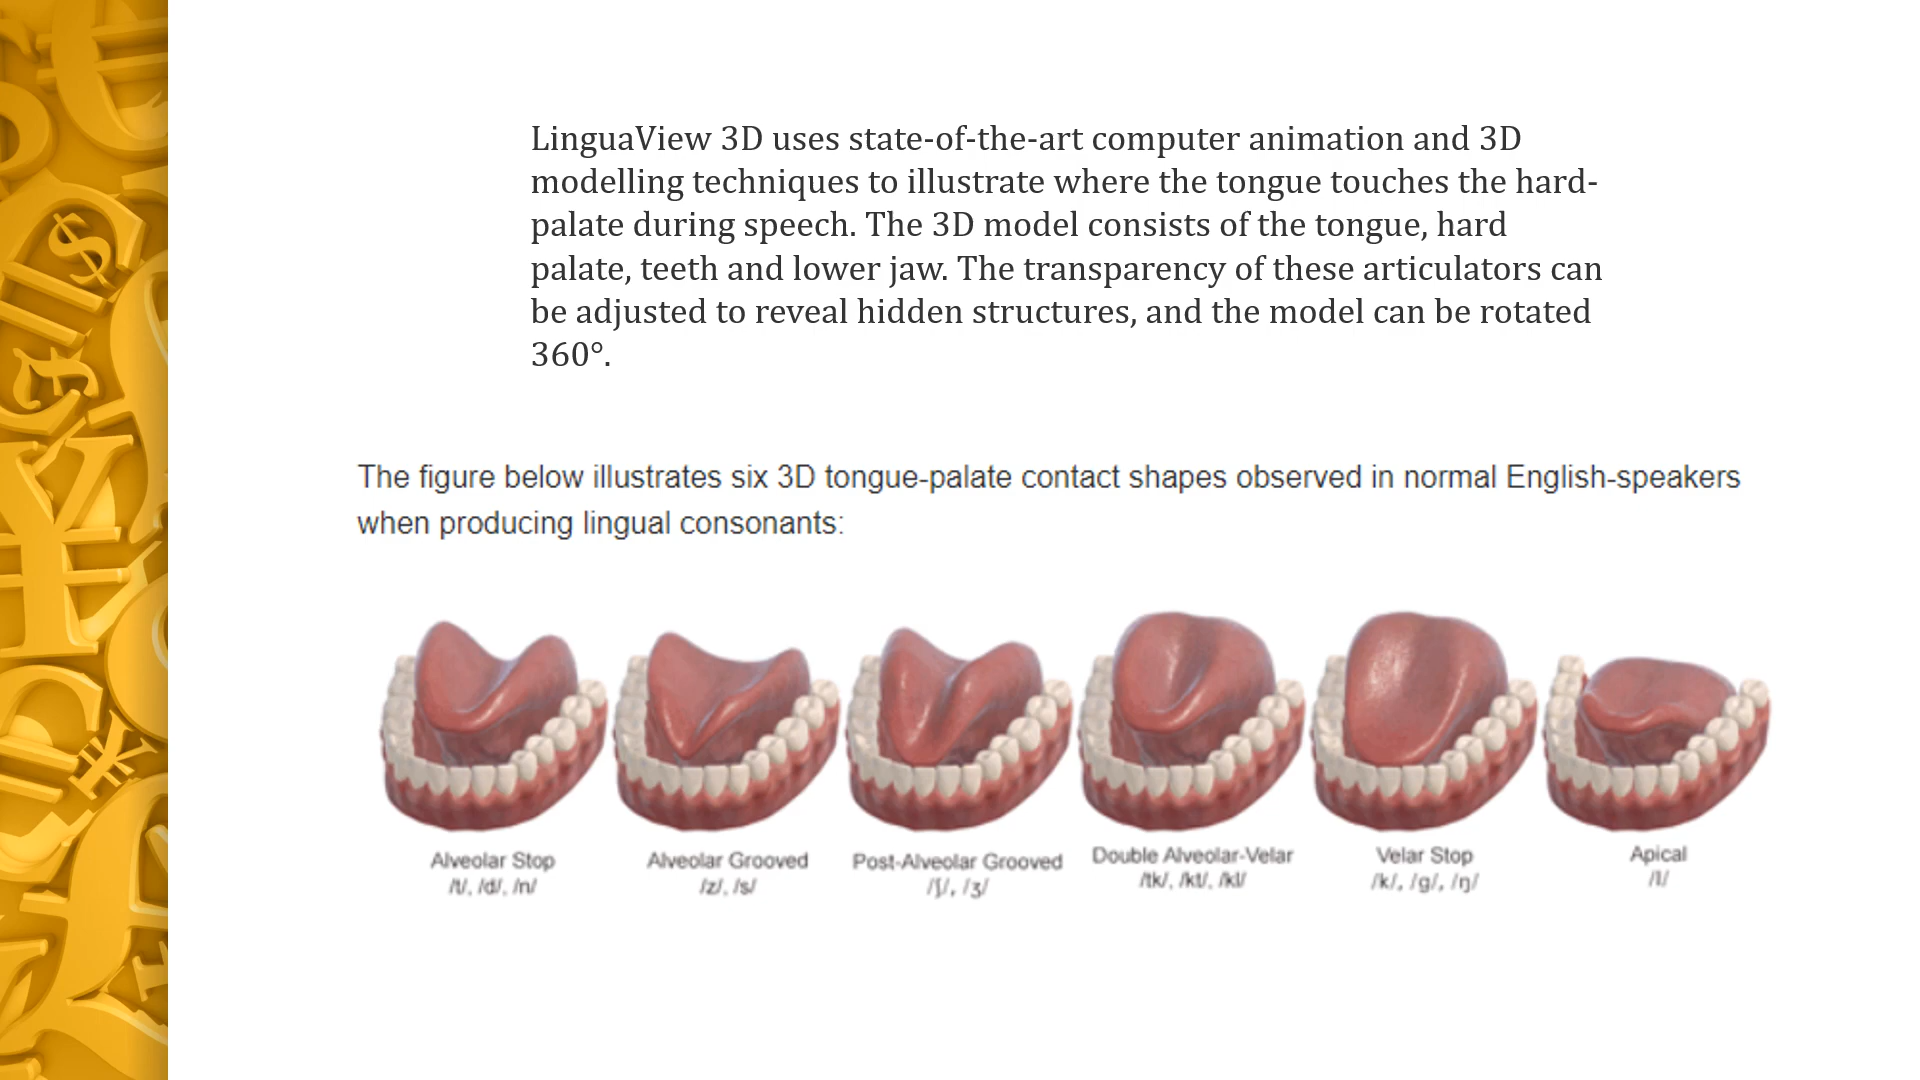 LinguaView 3D uses state-of-the-art computer animation and 3D
modelling techniques to illustrate where the tongue touches the hard-
palate during speech. The 3D model consists of the tongue, hard
palate, teeth and lower jaw. The transparency of these articulators can
be adjusted to reveal hidden structures, and the model can be rotated
360°.
The figure below illustrates six 3D tongue-palate contact shapes observed in normal English-speakers
when producing lingual consonants:
Alveolar Stop
/t/, /d/, /n/
Alveolar Grooved
/z/, /s/
Post-Alveolar Grooved
/ʃ/, /ʒ/
Double Alveolar-Velar
/tk/, /kt/, /kl/
Velar Stop
/k/, /g/, /ŋ/
Apical
/l/